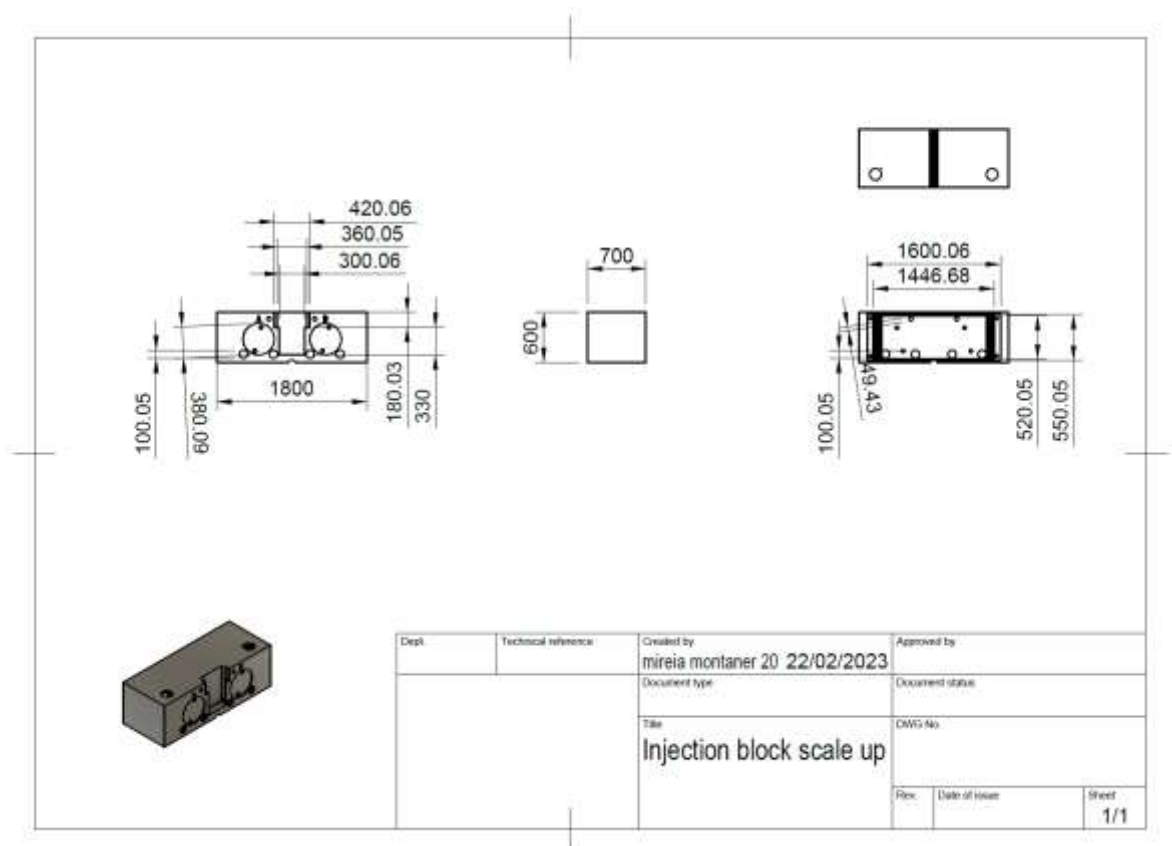 420.06
360.05
300.06
1800
100.05
380.09
180.03
330
700
600
1600.06
1446.68
100.05
49.43
520.05
550.05
Dept.
Technical reference
Created by
Approved by
mireia montaner 20 22/02/2023
Document type
Document status
Title
DWG No.
Injection block scale up
Rev.
Date of issue
Sheet
1/1